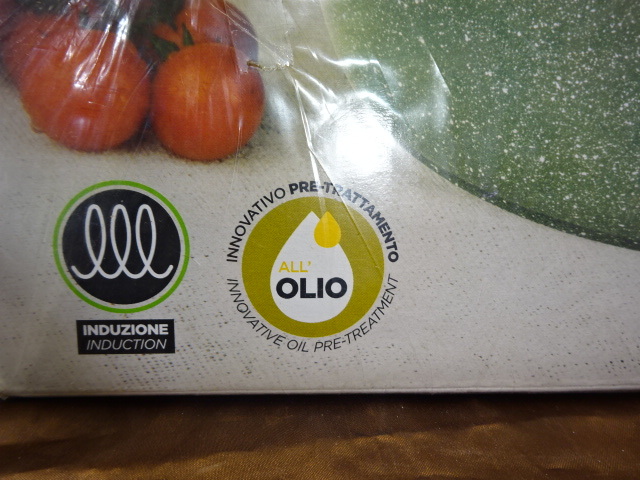 INDUZIONE
INDUCTION
INNOVATIVO PRE-TRATTAMENTO
ALL'
OLIO
INNOVATIVE OIL PRE-TREATMENT